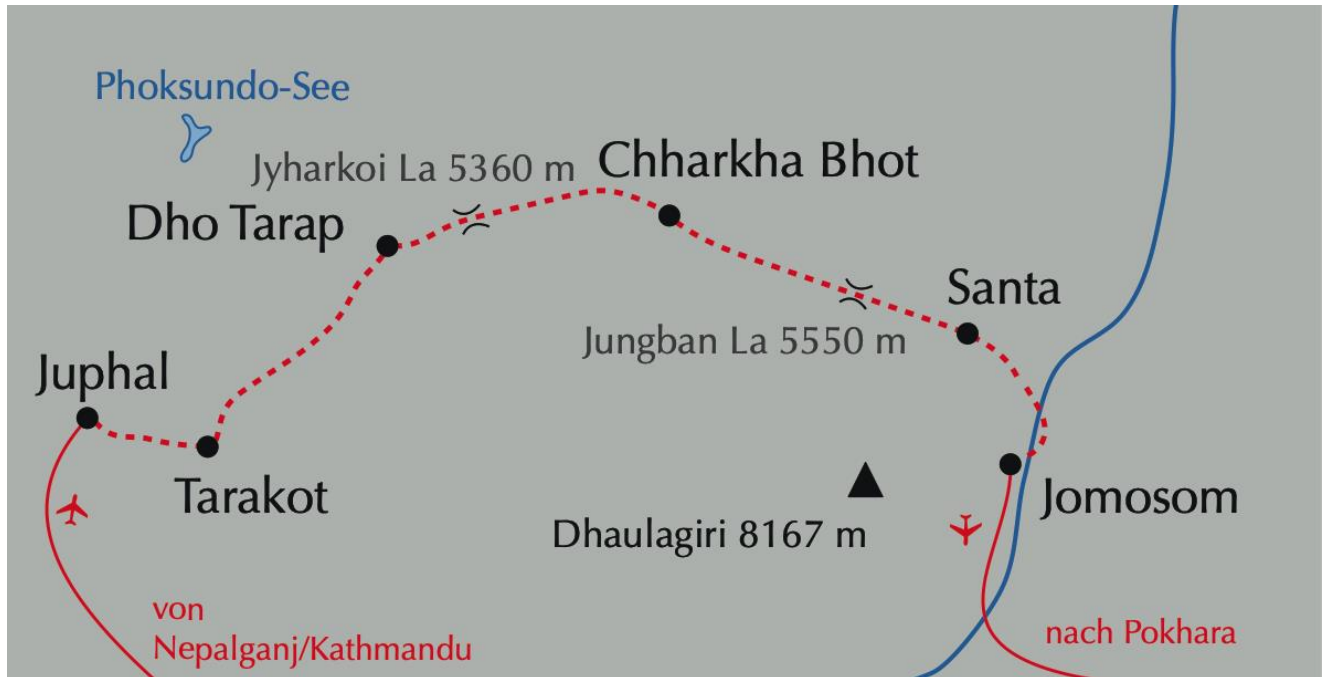 Phoksundo-See
Jyharkoi La 5360 m
Chharkha Bhot
Dho Tarap
Santa
Jungban La 5550 m
Juphal
Tarakot
Jomosom
Dhaulagiri 8167 m
von
Nepalganj/Kathmandu
nach Pokhara